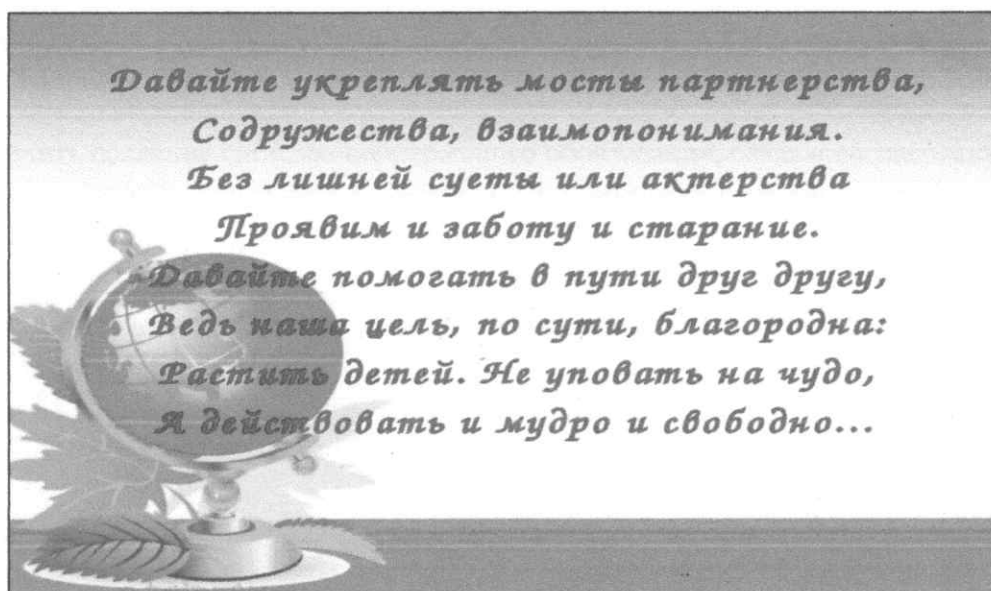 Давайте укреплять мосты партнерства,
Содружества, взаимопонимания.
Без лишней суеты или актерства
Проявим и заботу и старание.
Давайте помогать в пути друг другу,
Ведь наша цель, по сути, благородна:
Растить детей. Не уповать на чудо,
А действовать и мудро и свободно...